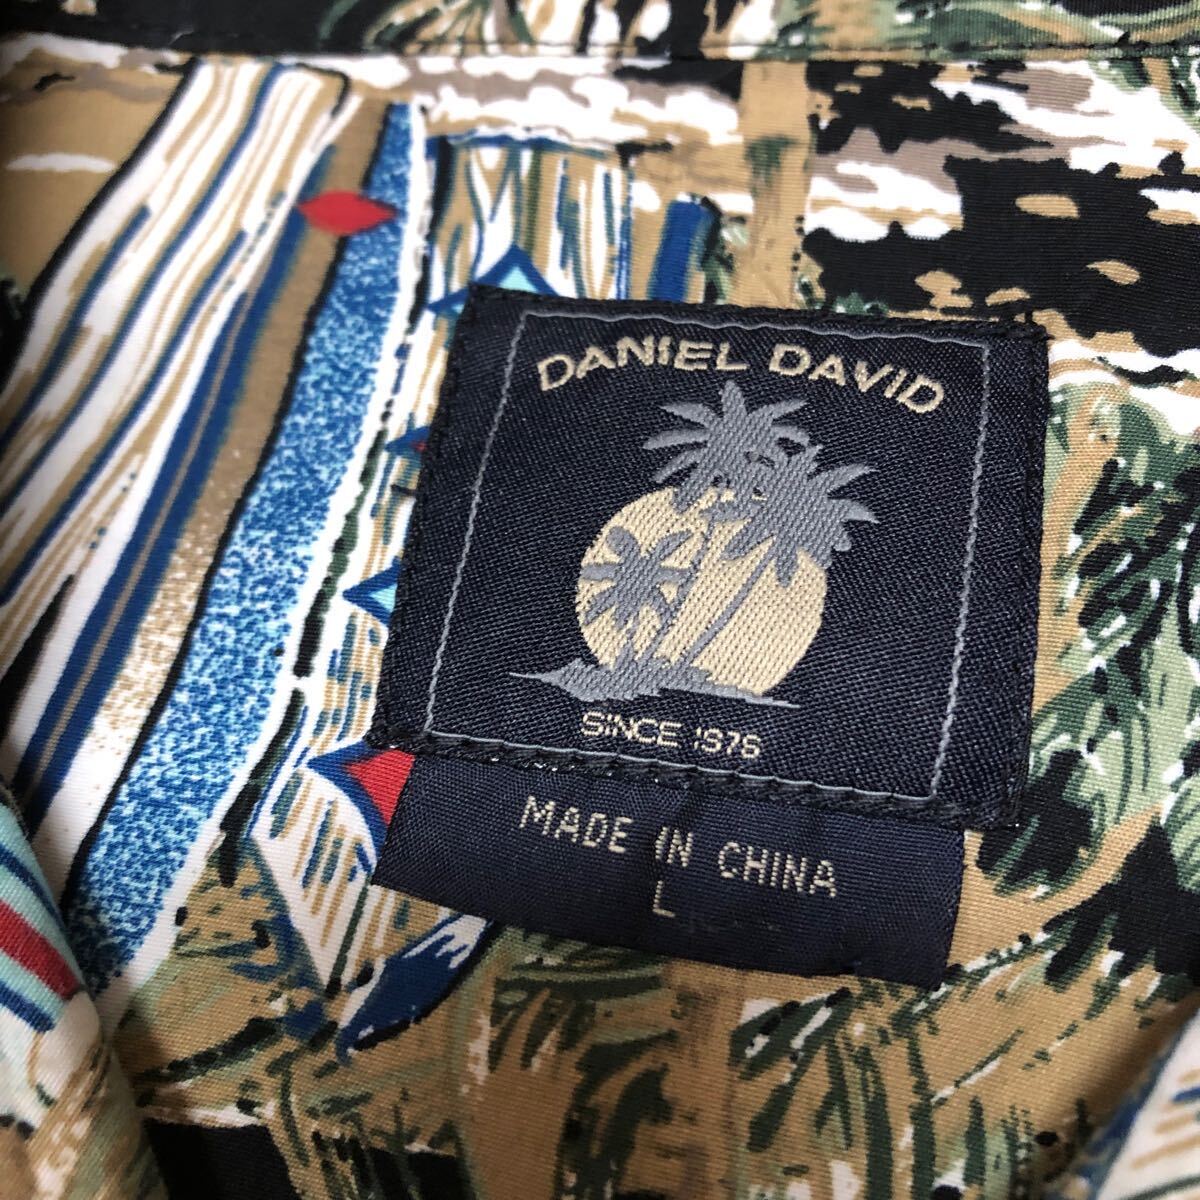 DANIEL DAVID
SINCE 1976
MADE IN CHINA
L